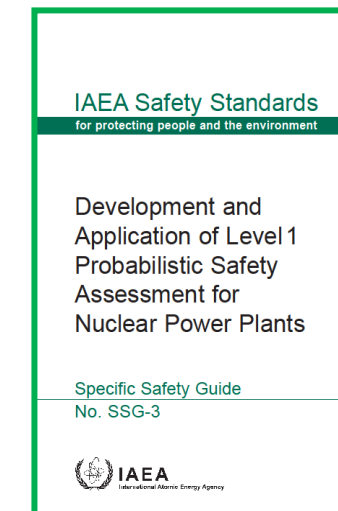 IAEA Safety Standards
for protecting people and the environment
Development and
Application of Level 1
Probabilistic Safety
Assessment for
Nuclear Power Plants
Specific Safety Guide
No. SSG-3
IAEA
International Atomic Energy Agency